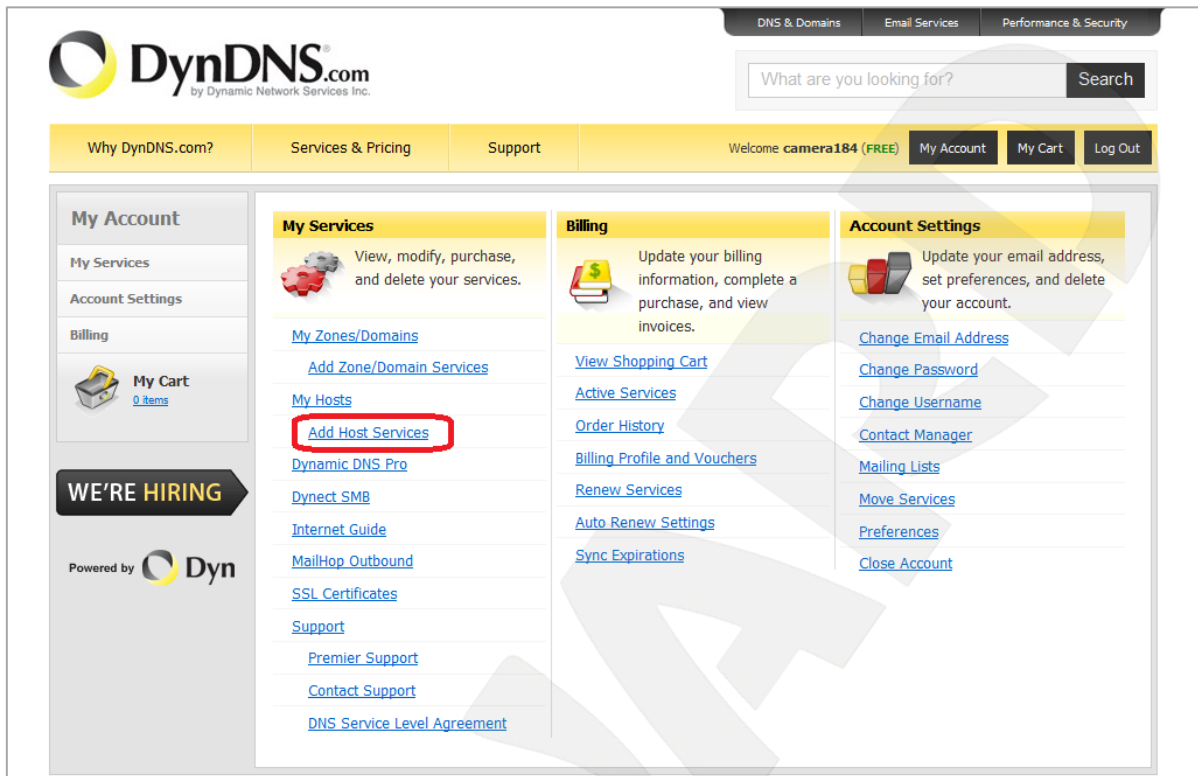 DNS & Domains
Email Services
Performance & Security
DynDNS.com
by Dynamic Network Services Inc.
What are you looking for?
Search
Why DynDNS.com?
Services & Pricing
Support
Welcome camera184 (FREE)
My Account
My Cart
Log Out
My Account
My Services
Account Settings
Billing
My Cart
0 items
WE'RE HIRING
Powered by Dyn
My Services
View, modify, purchase,
and delete your services.
My Zones/Domains
Add Zone/Domain Services
My Hosts
Add Host Services
Dynamic DNS Pro
Dynect SMB
Internet Guide
MailHop Outbound
SSL Certificates
Support
Premier Support
Contact Support
DNS Service Level Agreement
Billing
Update your billing
information, complete a
purchase, and view
invoices.
View Shopping Cart
Active Services
Order History
Billing Profile and Vouchers
Renew Services
Auto Renew Settings
Sync Expirations
Account Settings
Update your email address,
set preferences, and delete
your account.
Change Email Address
Change Password
Change Username
Contact Manager
Mailing Lists
Move Services
Preferences
Close Account